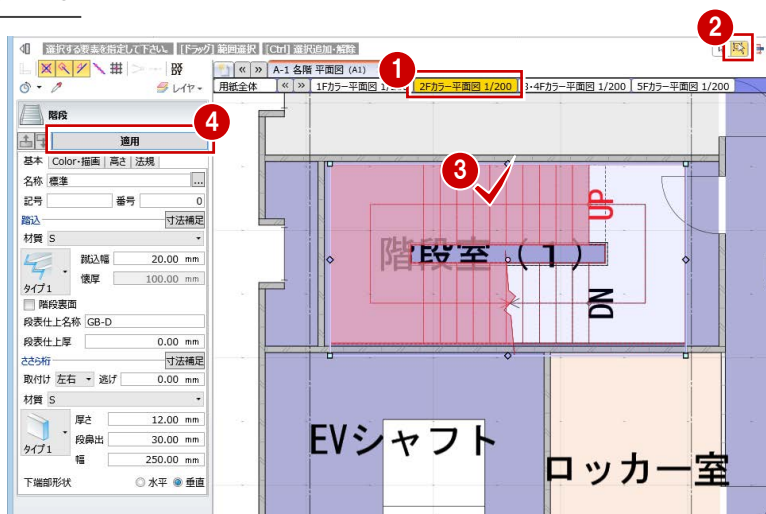 2
選択する要素を指定して下さい。 [ドラッグ] 範囲選択 [Ctrl] 選択追加・解除
« » A-1 各階 平面図 (A1)
1
レイヤ
用紙全体 « » 1Fカラー平面図 1/200 2Fカラー平面図 1/200 3・4Fカラー平面図 1/200 5Fカラー平面図 1/200
階段
4
適用
基本 Color・描画 高さ 法規
名称 標準 ...
記号 番号 0
踏込 寸法補足
材質 S
蹴込幅 20.00 mm
懐厚 100.00 mm
タイプ1
階段裏面
段表仕上名称 GB-D
段表仕上厚 0.00 mm
ささら桁 寸法補足
取付け 左右 逃げ 0.00 mm
材質 S
厚さ 12.00 mm
段鼻出 30.00 mm
タイプ1
幅 250.00 mm
下端部形状 水平 垂直
3
UP
階段室(1)
DN
EVシャフト
ロッカー室